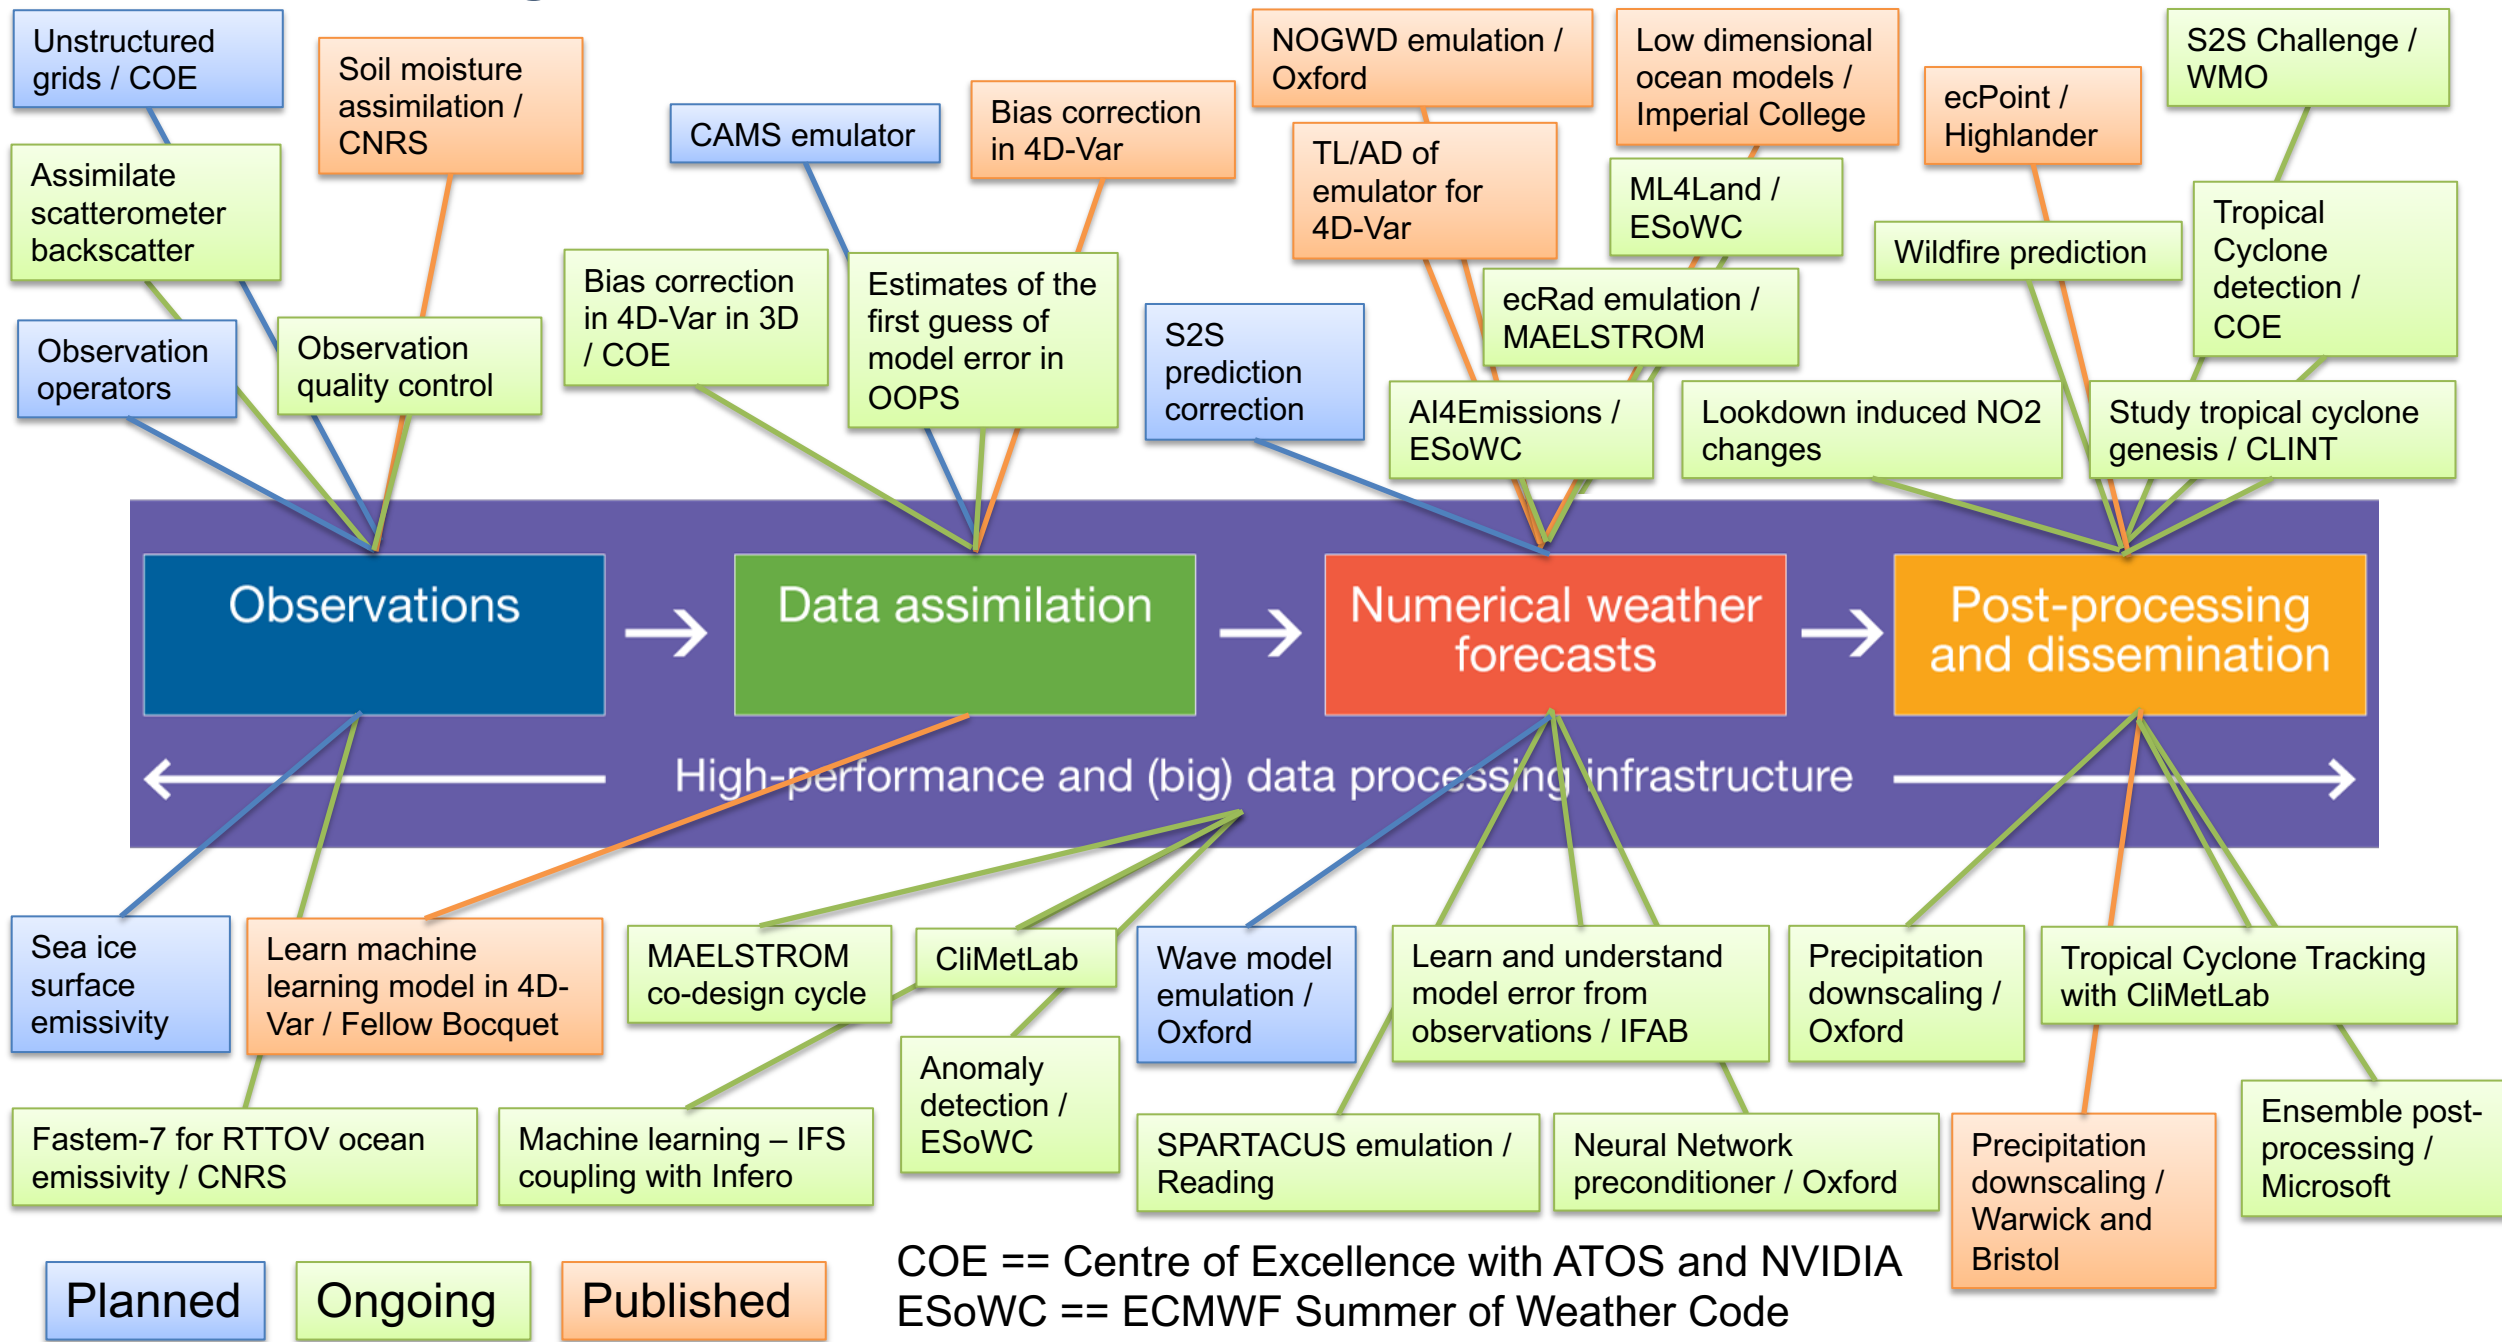 Unstructured
grids / COE
Soil moisture
assimilation /
CNRS
Assimilate
scatterometer
backscatter
Observation
operators
Observation
quality control
CAMS emulator
Bias correction
in 4D-Var
Bias correction
in 4D-Var in 3D
/ COE
Estimates of the
first guess of
model error in
OOPS
NOGWD emulation /
Oxford
Low dimensional
ocean models /
Imperial College
TL/AD of
emulator for
4D-Var
ML4Land /
ESoWC
ecRad emulation /
MAELSTROM
S2S
prediction
correction
AI4Emissions /
ESoWC
ecPoint /
Highlander
S2S Challenge /
WMO
Wildfire prediction
Tropical
Cyclone
detection /
COE
Lookdown induced NO2
changes
Study tropical cyclone
genesis / CLINT
Observations
Data assimilation
Numerical weather
forecasts
Post-processing
and dissemination
High-performance and (big) data processing infrastructure
Sea ice
surface
emissivity
Learn machine
learning model in 4D-
Var / Fellow Bocquet
MAELSTROM
co-design cycle
CliMetLab
Wave model
emulation /
Oxford
Learn and understand
model error from
observations / IFAB
Precipitation
downscaling /
Oxford
Tropical Cyclone Tracking
with CliMetLab
Fastem-7 for RTTOV ocean
emissivity / CNRS
Machine learning – IFS
coupling with Infero
Anomaly
detection /
ESoWC
SPARTACUS emulation /
Reading
Neural Network
preconditioner / Oxford
Precipitation
downscaling /
Warwick and
Bristol
Ensemble post-
processing /
Microsoft
Planned
Ongoing
Published
COE == Centre of Excellence with ATOS and NVIDIA
ESoWC == ECMWF Summer of Weather Code